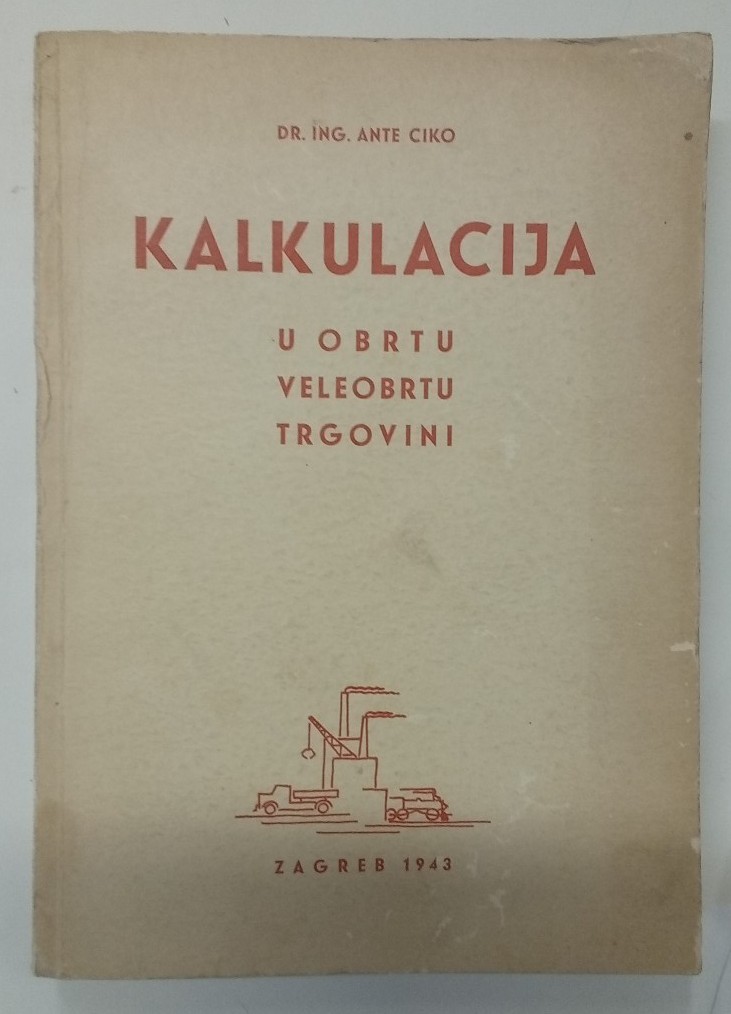 DR. ING. ANTE CIKO
KALKULACIJA
U OBRTU
VELEOBRTU
TRGOVINI
ZAGREB 1943